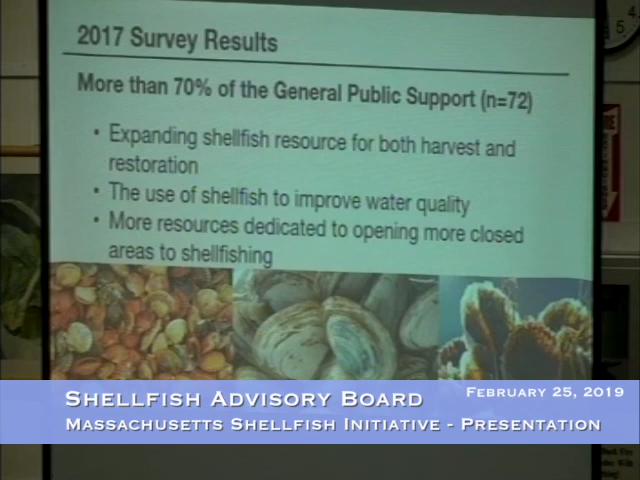 2017 Survey Results
More than 70% of the General Public Support (n=72)
• Expanding shellfish resource for both harvest and
restoration
• The use of shellfish to improve water quality
• More resources dedicated to opening more closed
areas to shellfishing
Shellfish Advisory Board
February 25, 2019
Massachusetts Shellfish Initiative - Presentation
4
5